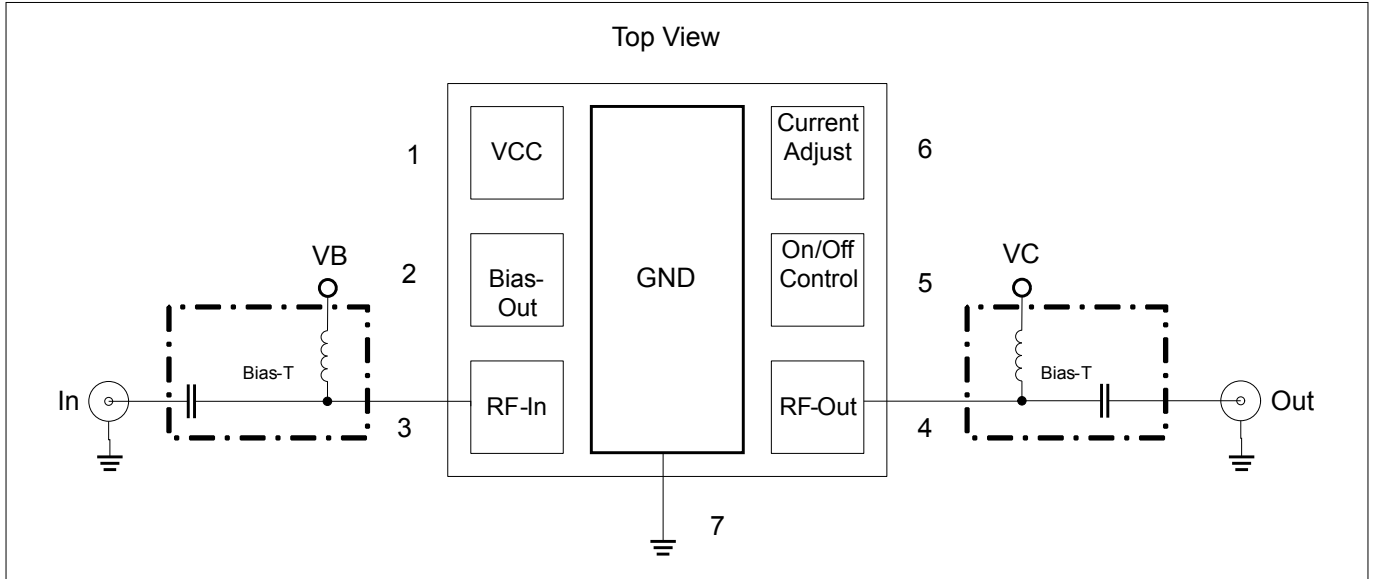 Top View
1
VCC
Current
Adjust
6
VB
2
Bias-
Out
GND
On/Off
Control
5
VC
In
Bias-T
3
RF-In
RF-Out
4
Bias-T
Out
7